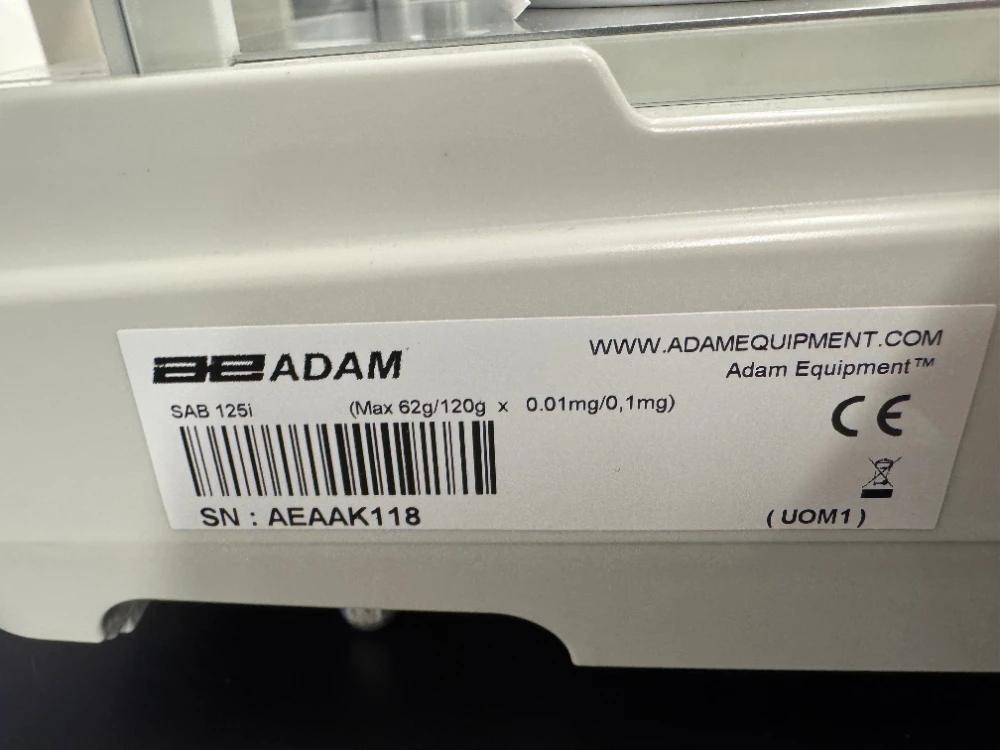 ae ADAM
WWW.ADAMEQUIPMENT.COM
Adam Equipment™
SAB 125i (Max 62g/120g x 0.01mg/0,1mg)
CE
SN : AEAAK118
(UOM1)